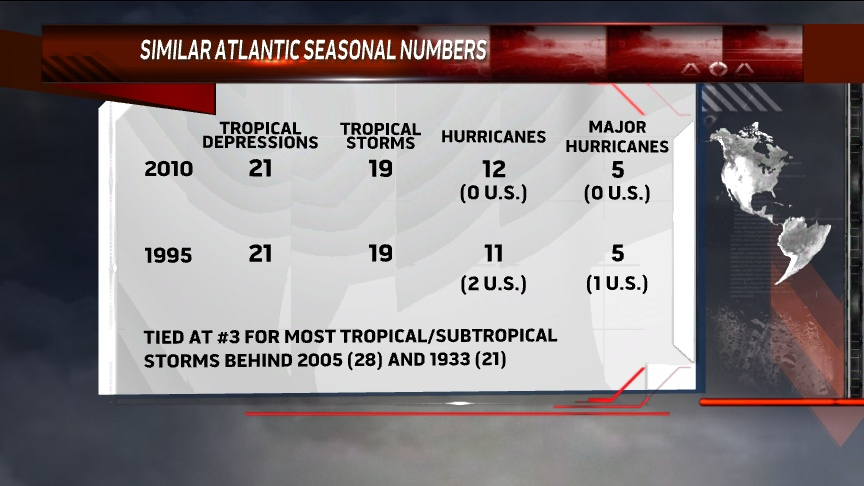 SIMILAR ATLANTIC SEASONAL NUMBERS
TROPICAL DEPRESSIONS TROPICAL STORMS HURRICANES MAJOR HURRICANES
2010 21 19 12 5
(0 U.S.) (0 U.S.)
1995 21 19 11 5
(2 U.S.) (1 U.S.)
TIED AT #3 FOR MOST TROPICAL/SUBTROPICAL
STORMS BEHIND 2005 (28) AND 1933 (21)